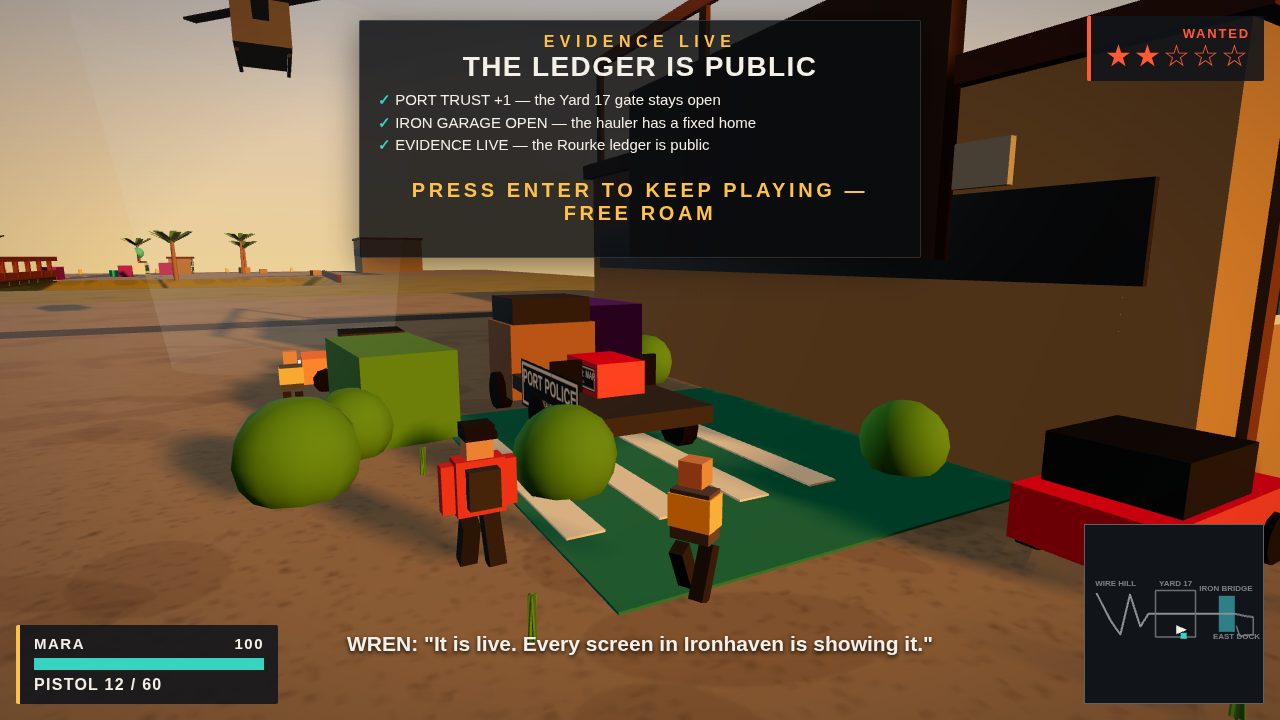 EVIDENCE LIVE
THE LEDGER IS PUBLIC
✓ PORT TRUST +1 — the Yard 17 gate stays open
✓ IRON GARAGE OPEN — the hauler has a fixed home
✓ EVIDENCE LIVE — the Rourke ledger is public
PRESS ENTER TO KEEP PLAYING —
FREE ROAM
WANTED
★★☆☆☆
PORT POLICE
WIRE HILL
YARD 17
IRON BRIDGE
EAST DOCK
WREN: "It is live. Every screen in Ironhaven is showing it."
MARA 100
PISTOL 12 / 60